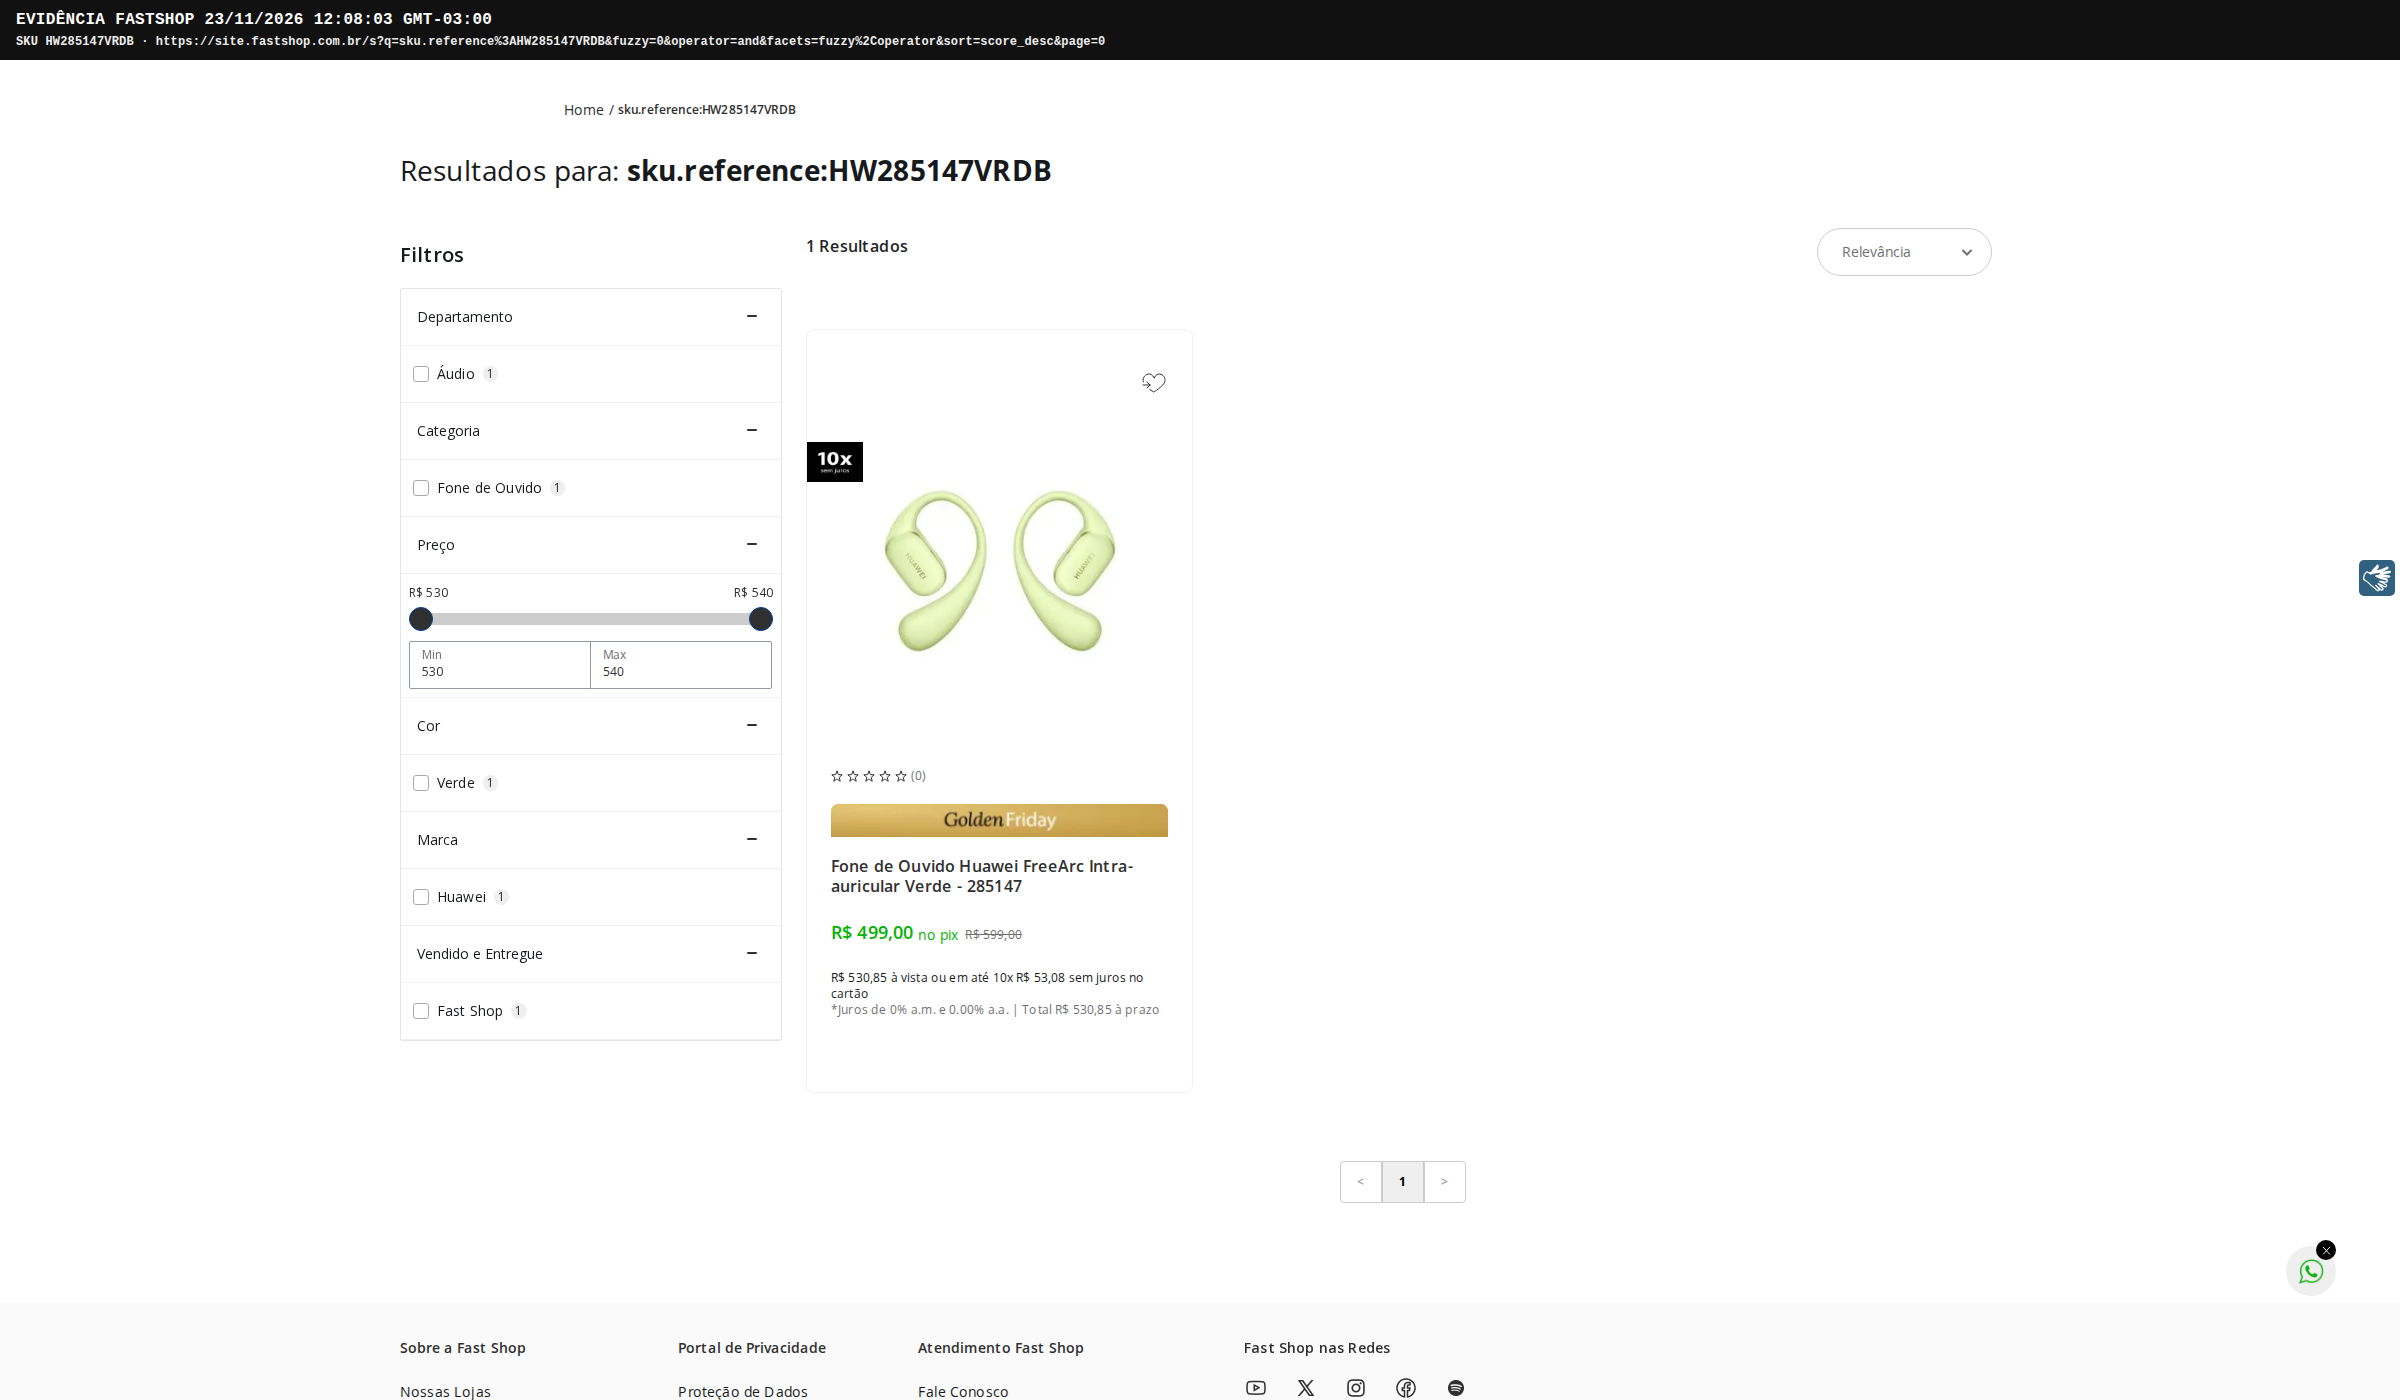 EVIDÊNCIA FASTSHOP 23/11/2026 12:08:03 GMT-03:00
SKU HW285147VRDB · https://site.fastshop.com.br/s?q=sku.reference%3AHW285147VRDB&fuzzy=0&operator=and&facets=fuzzy%2Coperator&sort=score_desc&page=0
Home / sku.reference:HW285147VRDB
Resultados para: sku.reference:HW285147VRDB
Filtros
1 Resultados
Relevância
Departamento
Áudio 1
Categoria
Fone de Ouvido 1
Preço
R$ 530
R$ 540
Min
530
Max
540
Cor
Verde 1
Marca
Huawei 1
Vendido e Entregue
Fast Shop 1
10x
sem juros
HUAWEI
HUAWEI
(0)
Golden Friday
Fone de Ouvido Huawei FreeArc Intra-
auricular Verde - 285147
R$ 499,00 no pix R$ 599,00
R$ 530,85 à vista ou em até 10x R$ 53,08 sem juros no
cartão
*Juros de 0% a.m. e 0.00% a.a. | Total R$ 530,85 à prazo
< 1 >
Sobre a Fast Shop
Portal de Privacidade
Atendimento Fast Shop
Fast Shop nas Redes
Nossas Lojas
Proteção de Dados
Fale Conosco